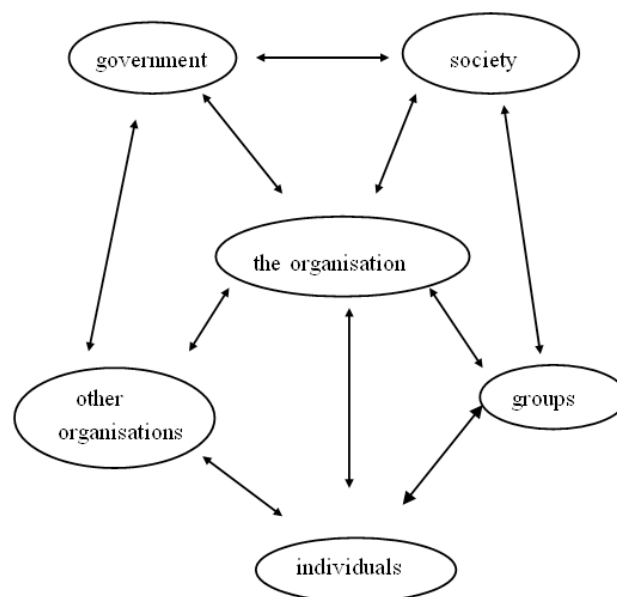 government
society
the organisation
other
organisations
groups
individuals